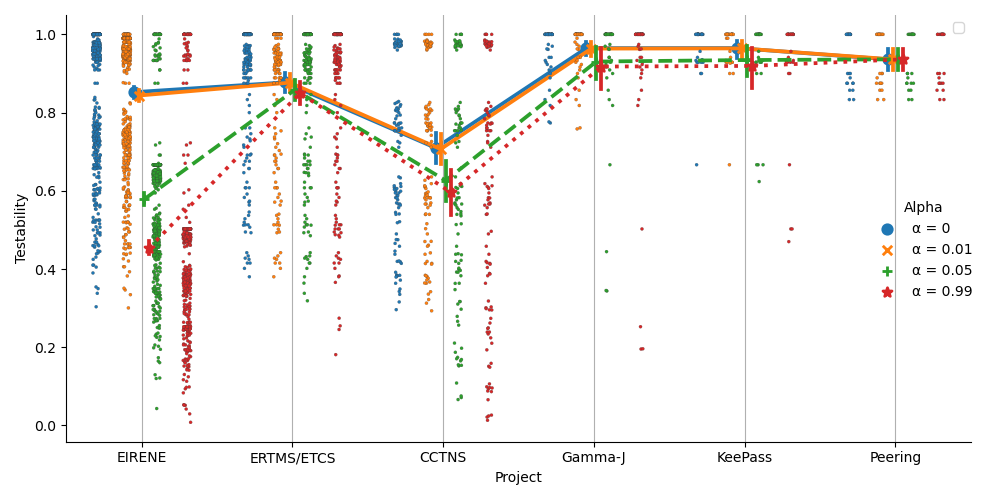 Testability
1.0
0.8
0.6
0.4
0.2
0.0
EIRENE
ERTMS/ETCS
CCTNS
Gamma-J
KeePass
Peering
Project
Alpha
α = 0
α = 0.01
α = 0.05
α = 0.99